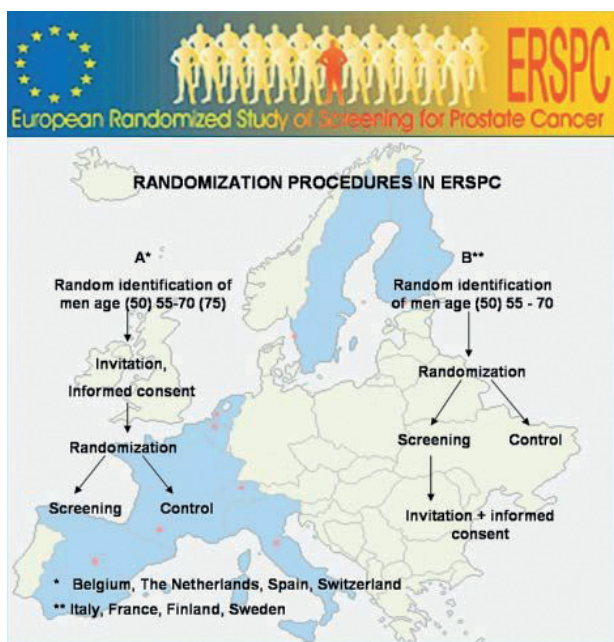 ERSPC
European Randomized Study of Screening for Prostate Cancer
RANDOMIZATION PROCEDURES IN ERSPC
A*
Random identification of
men age (50) 55-70 (75)
Invitation,
Informed consent
Randomization
Screening
Control
B**
Random identification
of men age (50) 55 - 70
Randomization
Screening
Control
Invitation + informed
consent
* Belgium, The Netherlands, Spain, Switzerland
** Italy, France, Finland, Sweden